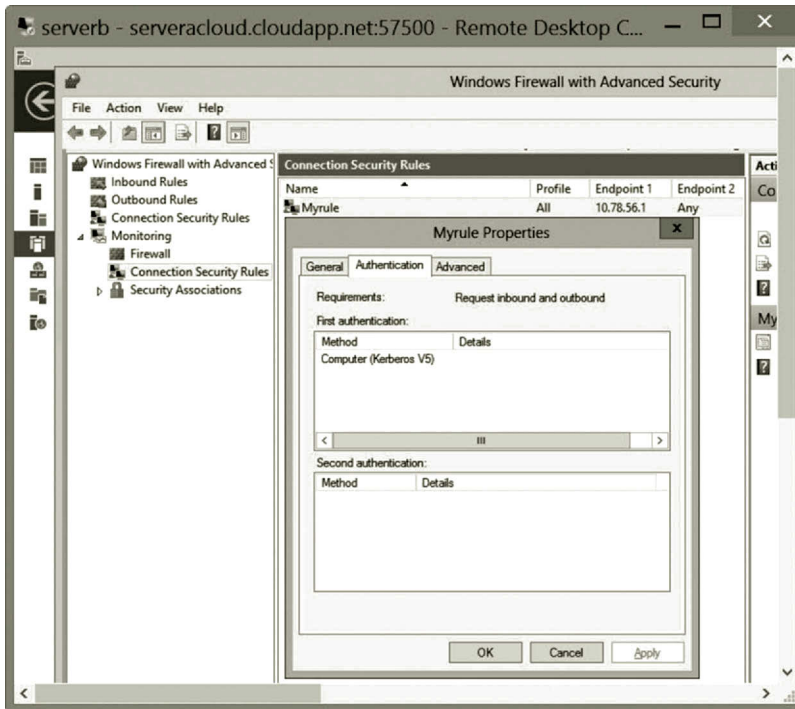 serverb - serveracloud.cloudapp.net:57500 - Remote Desktop C...
Windows Firewall with Advanced Security
File Action View Help
Windows Firewall with Advanced S
Inbound Rules
Outbound Rules
Connection Security Rules
Monitoring
Firewall
Connection Security Rules
Security Associations
Connection Security Rules
Name Profile Endpoint 1 Endpoint 2
Myrule All 10.78.56.1 Any
Acti
Co
My
Myrule Properties
General Authentication Advanced
Requirements: Request inbound and outbound
First authentication:
Method Details
Computer (Kerberos V5)
Second authentication:
Method Details
OK Cancel Apply